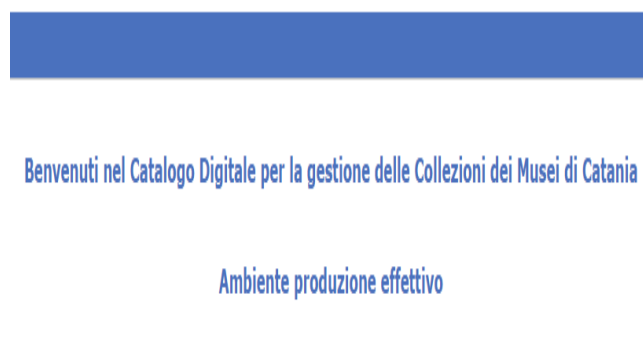 Benvenuti nel Catalogo Digitale per la gestione delle Collezioni dei Musei di Catania
Ambiente produzione effettivo